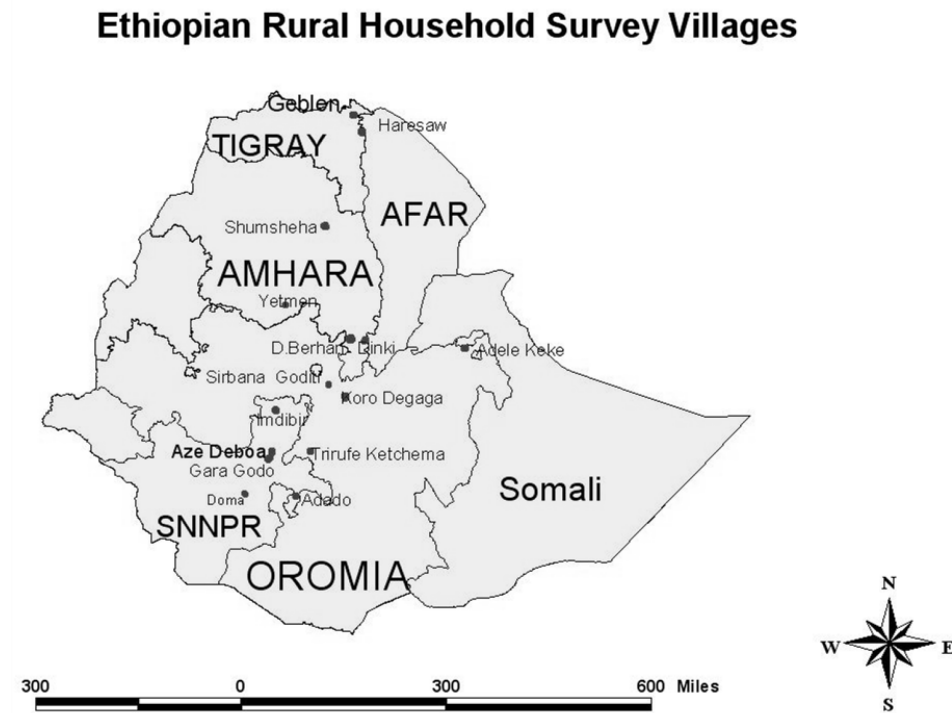 Ethiopian Rural Household Survey Villages
Geblen
Haresaw
TIGRAY
AFAR
Shumsheha
AMHARA
Yetmen
D.Berhan Dinki
Adele Keke
Sirbana Goditi
Koro Degaga
Imdibir
Aze Deboa
Trirufe Ketchema
Gara Godo
Somali
Doma
Adado
SNNPR
OROMIA
N
W
E
S
300 0 300 600 Miles